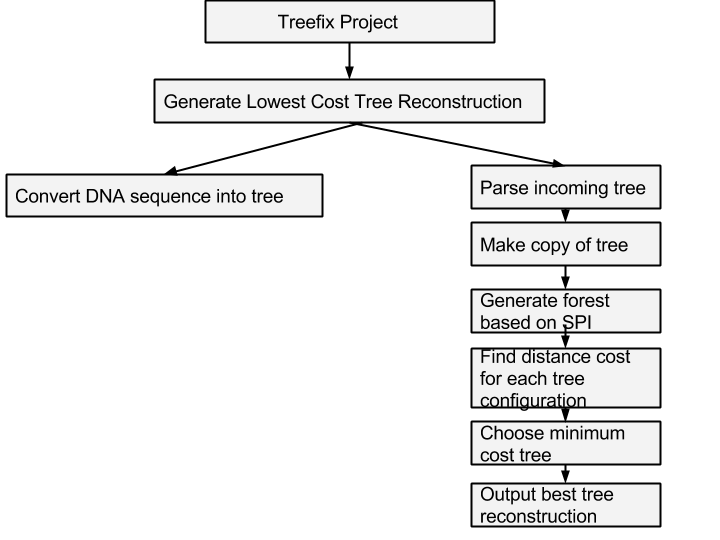 Treefix Project
Generate Lowest Cost Tree Reconstruction
Convert DNA sequence into tree
Parse incoming tree
Make copy of tree
Generate forest
based on SPI
Find distance cost
for each tree
configuration
Choose minimum
cost tree
Output best tree
reconstruction